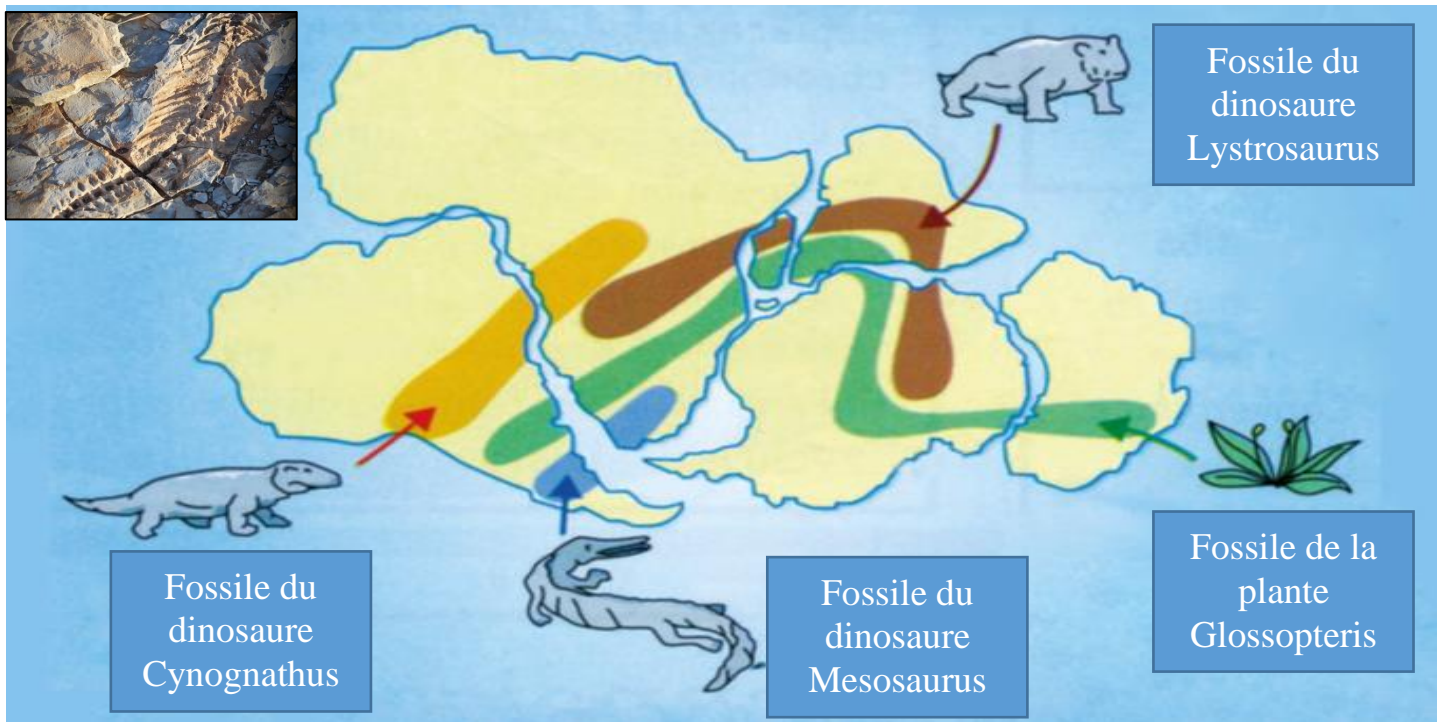 Fossile du
dinosaure
Lystrosaurus
Fossile du
dinosaure
Cynognathus
Fossile du
dinosaure
Mesosaurus
Fossile de la
plante
Glossopteris